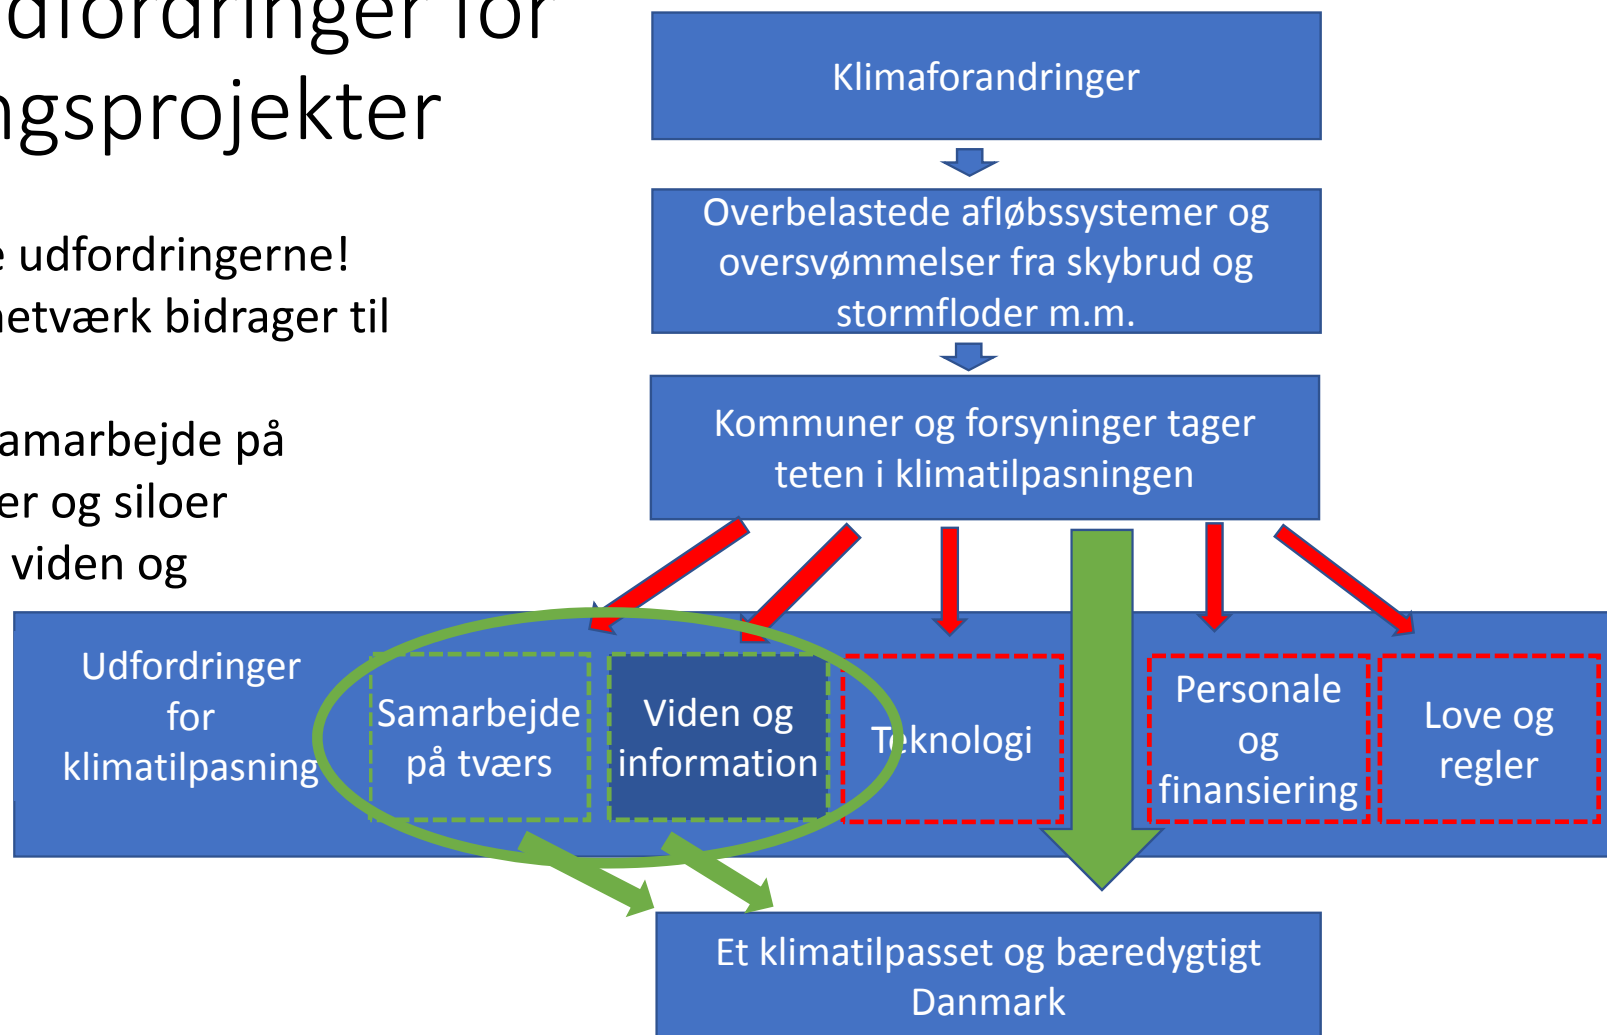 dfordringer for
ngsprojekter
e udfordringerne!
netværk bidrager til
samarbejde på
er og siloer
viden og
Klimaforandringer
Overbelastede afløbssystemer og
oversvømmelser fra skybrud og
stormfloder m.m.
Kommuner og forsyninger tager
teten i klimatilpasningen
Udfordringer
for
klimatilpasning
Samarbejde
på tværs
Viden og
information
Teknologi
Personale
og
finansiering
Love og
regler
Et klimatilpasset og bæredygtigt
Danmark